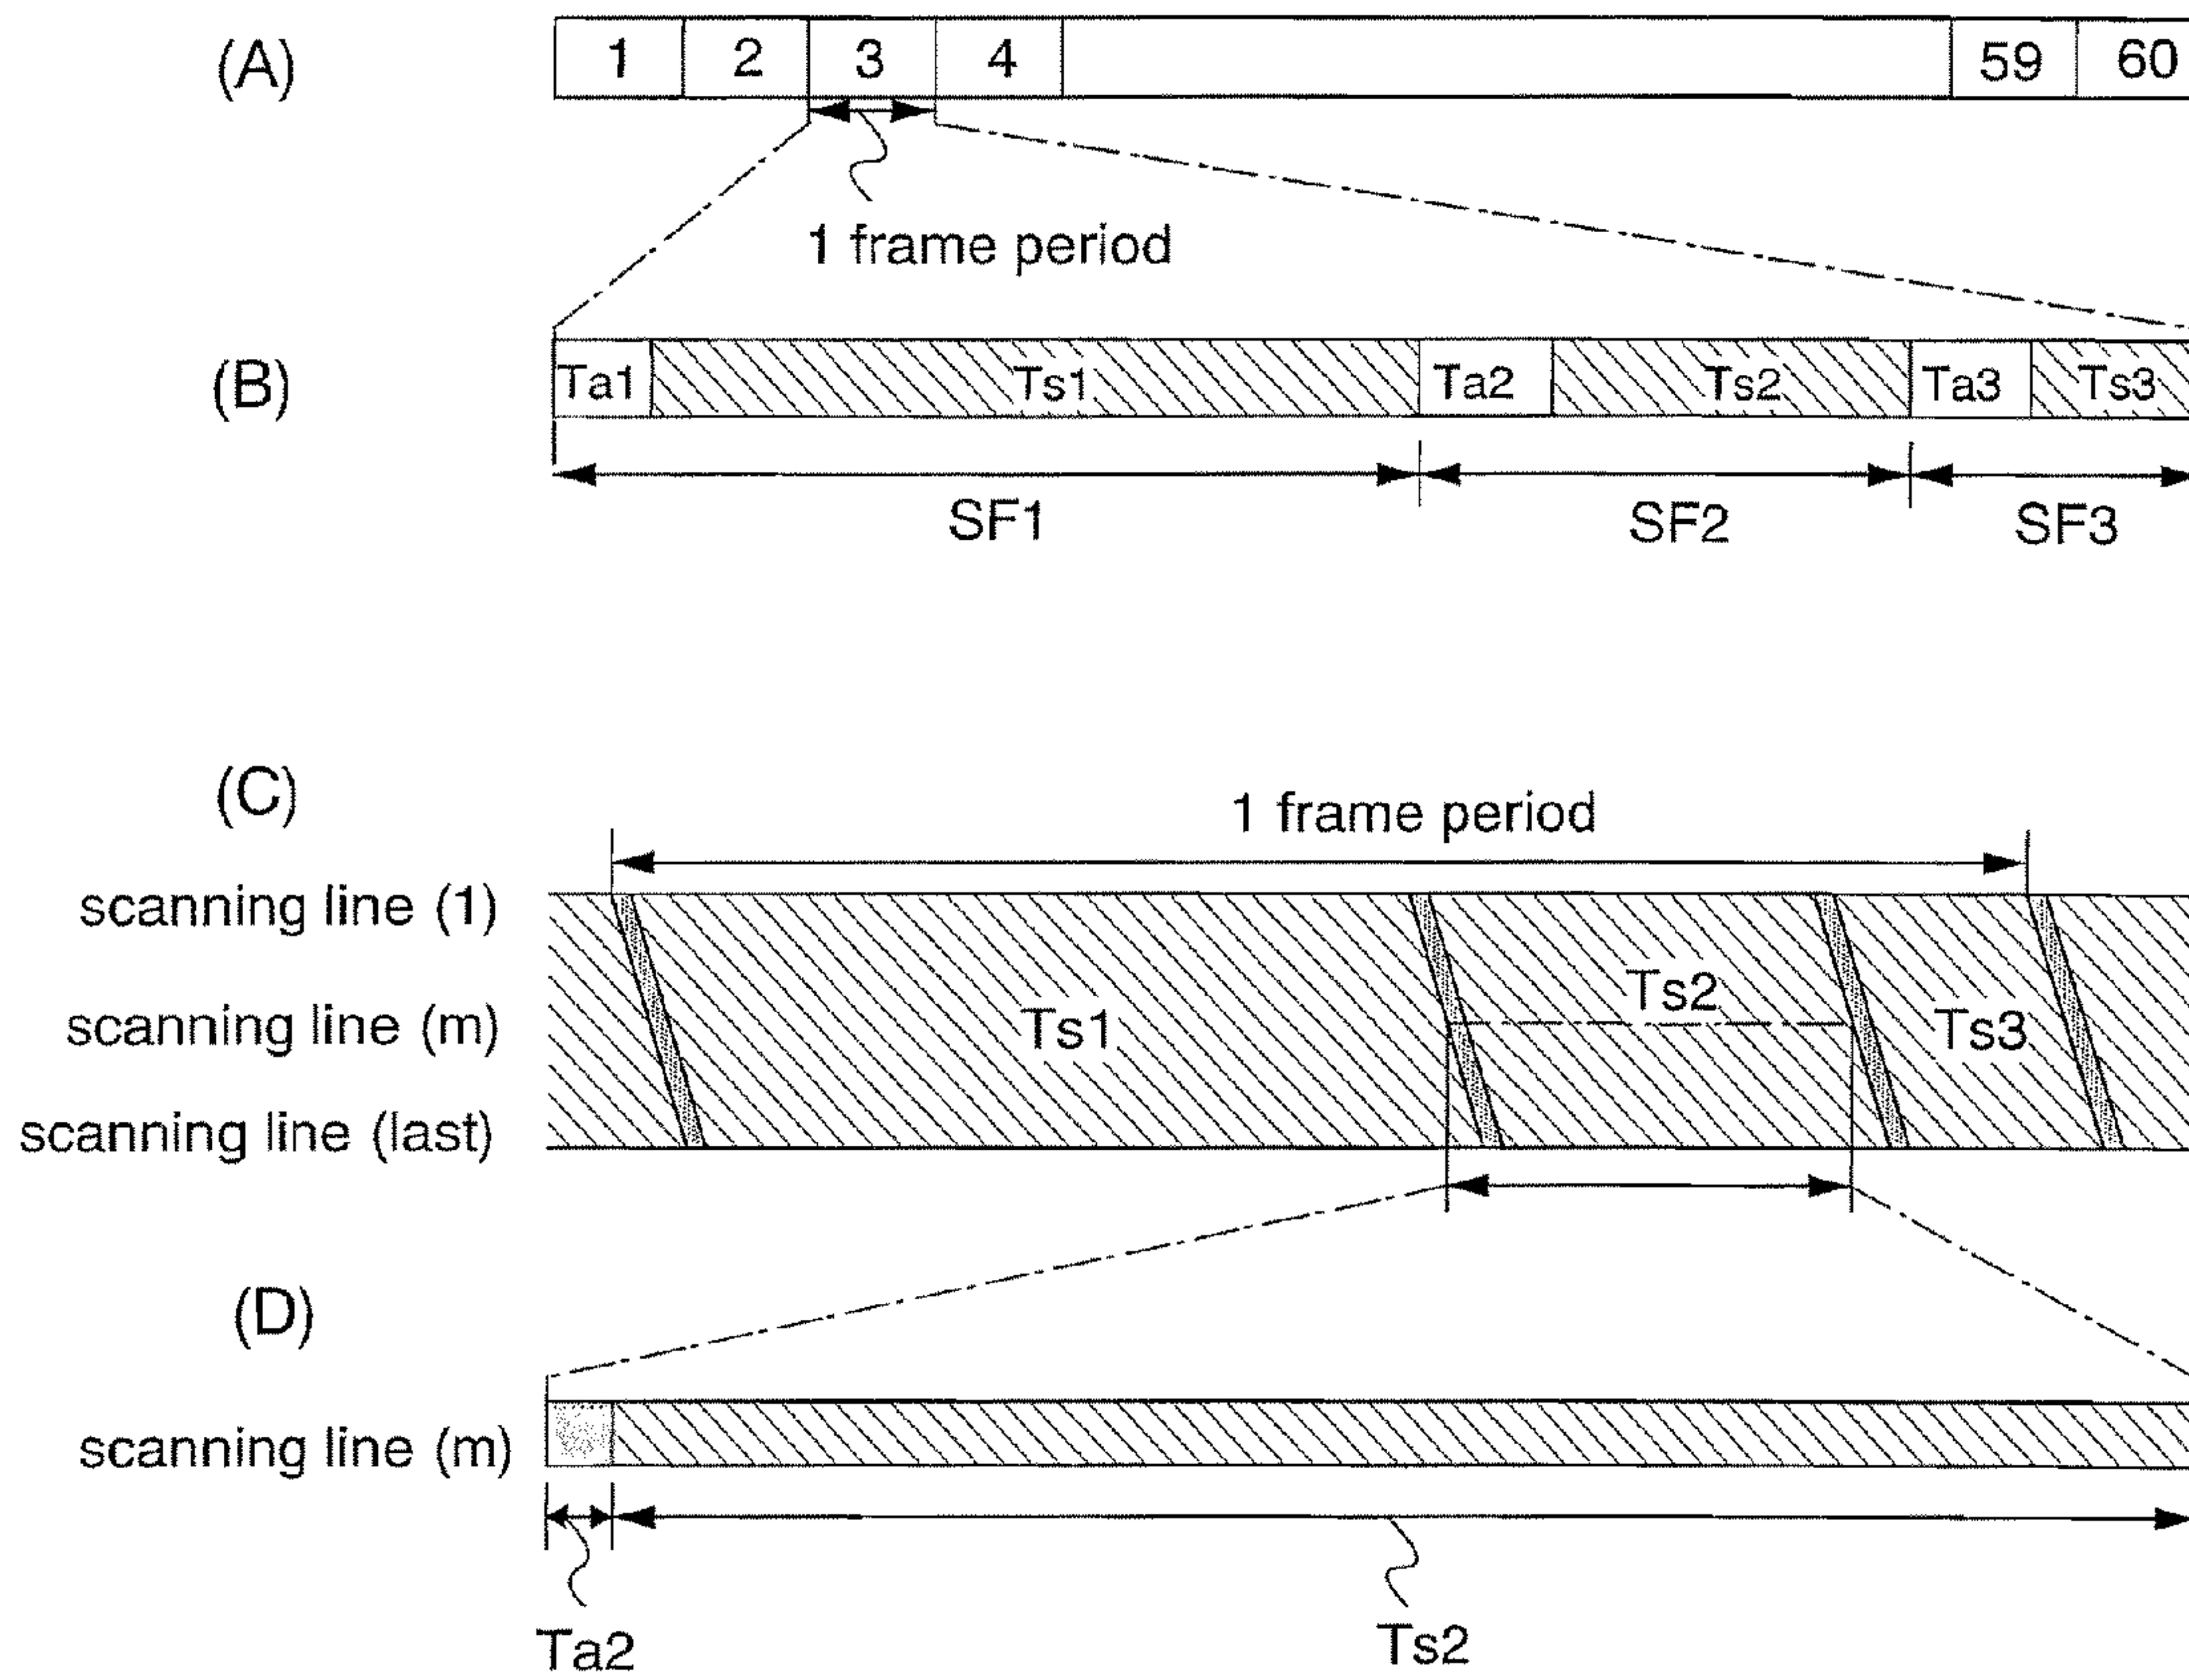 (A) 1 2 3 4 59 60
1 frame period
(B) Ta1 Ts1 Ta2 Ts2 Ta3 Ts3
SF1 SF2 SF3
(C)
1 frame period
scanning line (1)
Ts2
scanning line (m) Ts1 Ts3
scanning line (last)
(D)
scanning line (m)
Ta2 Ts2